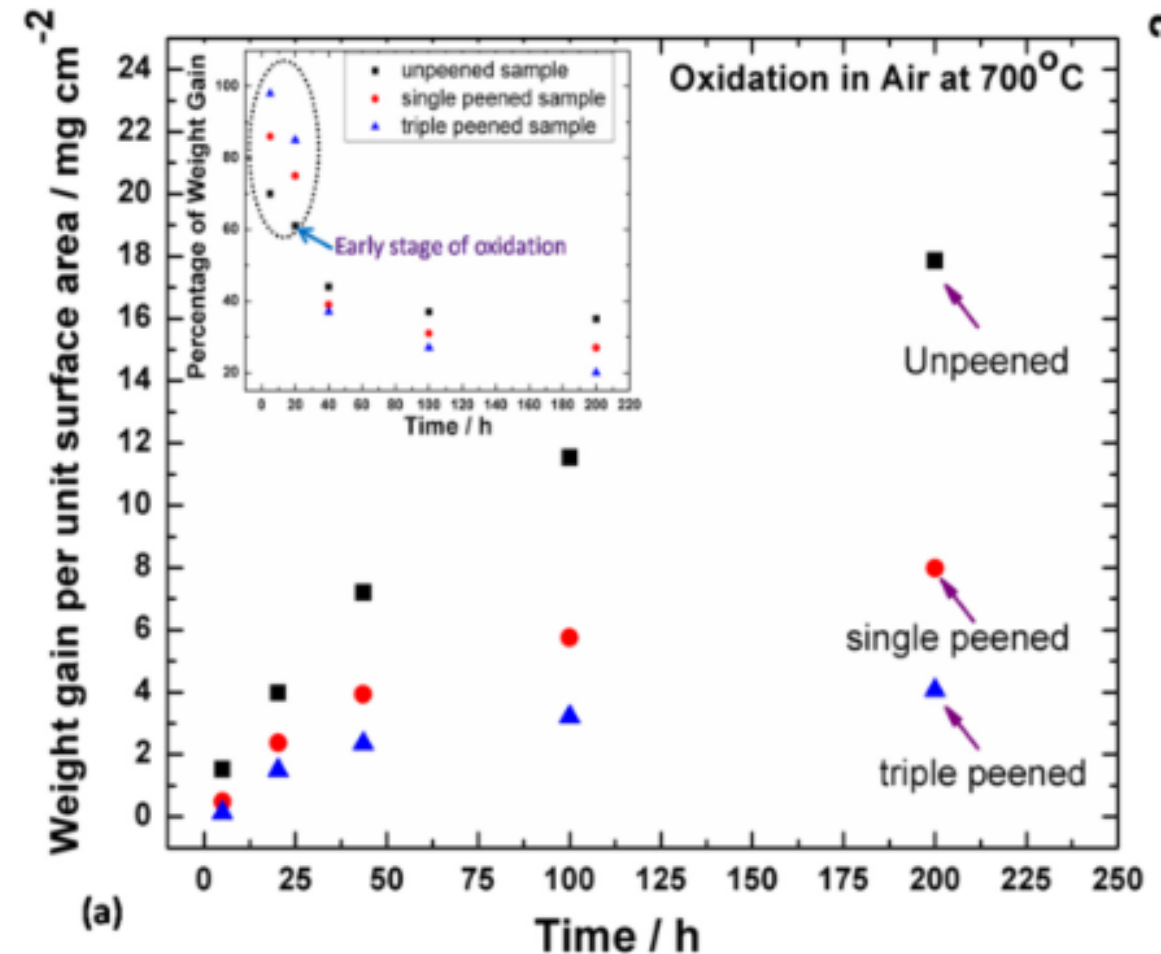 Weight gain per unit surface area / mg cm-2
24
22
20
18
16
14
12
10
8
6
4
2
0
Oxidation in Air at 700°C
Percentage of Weight Gain
100
80
60
40
20
unpeened sample
single peened sample
triple peened sample
Early stage of oxidation
0 20 40 60 80 100 120 140 160 180 200 220
Time / h
Unpeened
single peened
triple peened
0 25 50 75 100 125 150 175 200 225 250
(a)
Time / h